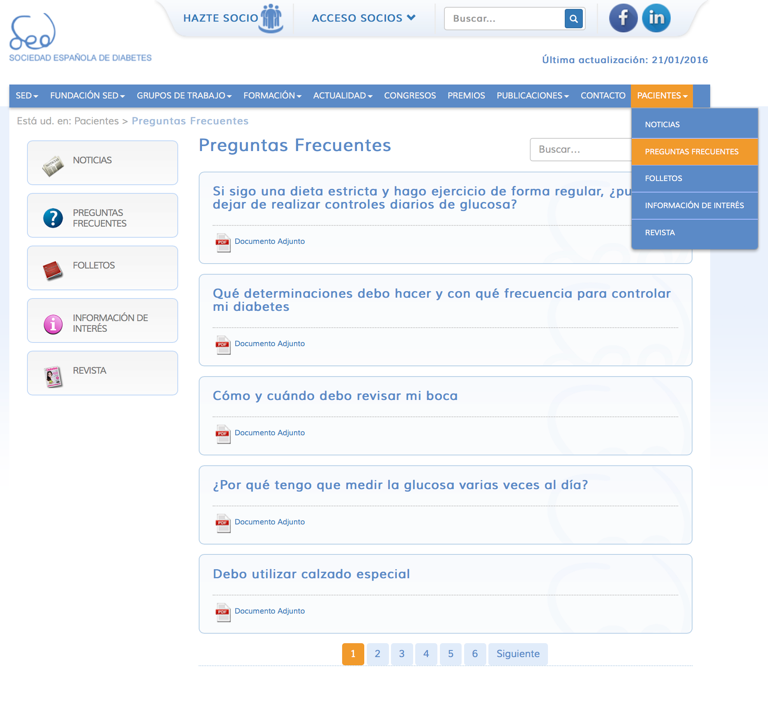 HAZTE SOCIO
ACCESO SOCIOS
Buscar...
SOCIEDAD ESPAÑOLA DE DIABETES
Última actualización: 21/01/2016
SED FUNDACIÓN SED GRUPOS DE TRABAJO FORMACIÓN ACTUALIDAD CONGRESOS PREMIOS PUBLICACIONES CONTACTO PACIENTES
NOTICIAS
PREGUNTAS FRECUENTES
FOLLETOS
INFORMACIÓN DE INTERÉS
REVISTA
Está ud. en: Pacientes > Preguntas Frecuentes
NOTICIAS
PREGUNTAS
FRECUENTES
FOLLETOS
INFORMACIÓN DE
INTERÉS
REVISTA
Preguntas Frecuentes
Buscar...
Si sigo una dieta estricta y hago ejercicio de forma regular,
dejar de realizar controles diarios de glucosa?
PDF Documento Adjunto
Qué determinaciones debo hacer y con qué frecuencia para controlar
mi diabetes
PDF Documento Adjunto
Cómo y cuándo debo revisar mi boca
PDF Documento Adjunto
¿Por qué tengo que medir la glucosa varias veces al día?
PDF Documento Adjunto
Debo utilizar calzado especial
PDF Documento Adjunto
1 2 3 4 5 6 Siguiente